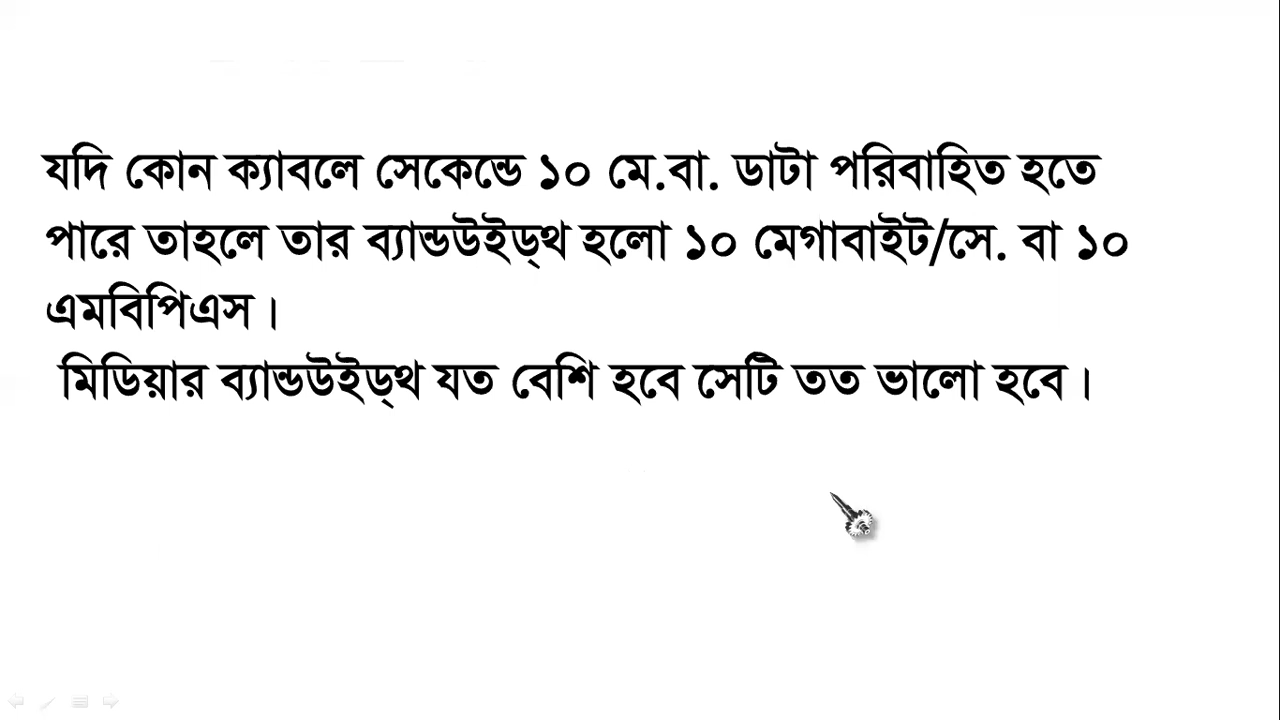 যদি কোন ক্যাবলে সেকেন্ডে ১০ মে.বা. ডাটা পরিবাহিত হতে
পারে তাহলে তার ব্যান্ডউইড্থ হলো ১০ মেগাবাইট/সে. বা ১০
এমবিপিএস।
মিডিয়ার ব্যান্ডউইড্থ যত বেশি হবে সেটি তত ভালো হবে।